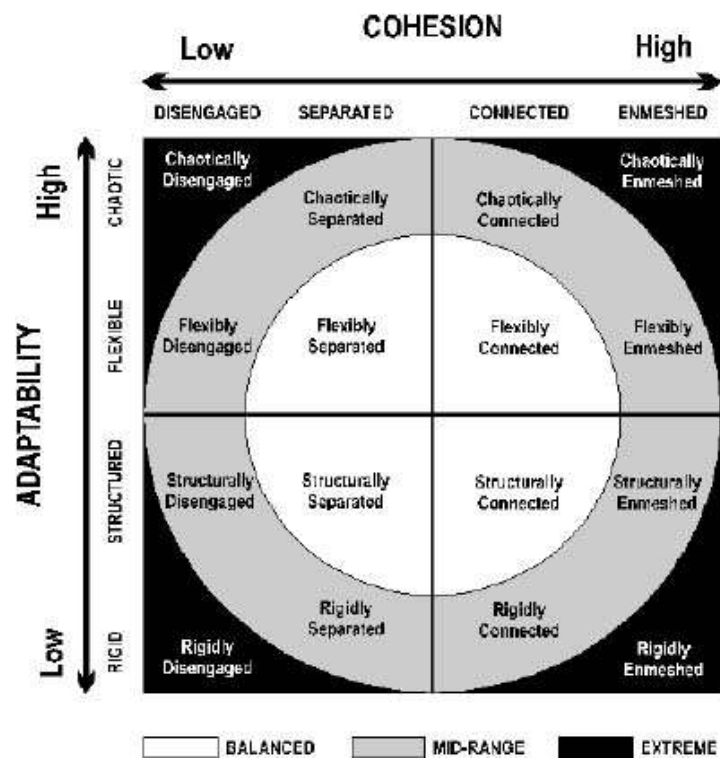 COHESION
Low High
DISENGAGED SEPARATED CONNECTED ENMESHED
ADAPTABILITY
High
Low
CHAOTIC
FLEXIBLE
STRUCTURED
RIGID
Chaotically
Disengaged
Chaotically
Separated
Chaotically
Connected
Chaotically
Enmeshed
Flexibly
Disengaged
Flexibly
Separated
Flexibly
Connected
Flexibly
Enmeshed
Structurally
Disengaged
Structurally
Separated
Structurally
Connected
Structurally
Enmeshed
Rigidly
Disengaged
Rigidly
Separated
Rigidly
Connected
Rigidly
Enmeshed
BALANCED MID-RANGE EXTREME